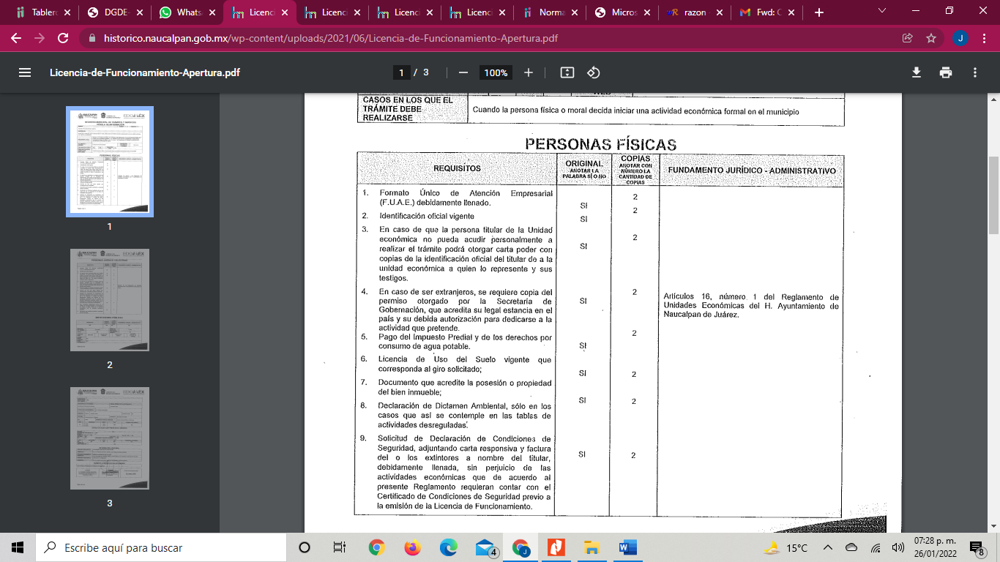 Tablero
DGDE-
Whats
Licenci
Licenci
Licenci
Licenci
Norma
Micros
razon
Fwd: C
historico.naucalpan.gob.mx/wp-content/uploads/2021/06/Licencia-de-Funcionamiento-Apertura.pdf
J
Licencia-de-Funcionamiento-Apertura.pdf
1 / 3
100%
1
2
3
CASOS EN LOS QUE EL
TRÁMITE DEBE
REALIZARSE
Cuando la persona física o moral decida iniciar una actividad económica formal en el municipio
PERSONAS FÍSICAS
REQUISITOS
ORIGINAL
ANOTAR LA
PALABRA SÍ O NO
COPIAS
ANOTAR CON
NÚMERO LA
CANTIDAD DE
COPIAS
FUNDAMENTO JURÍDICO - ADMINISTRATIVO
1. Formato Único de Atención Empresarial
(F.U.A.E.) debidamente llenado.
SI
2
2. Identificación oficial vigente
SI
2
3. En caso de que la persona titular de la Unidad
económica no pueda acudir personalmente a
realizar el trámite podrá otorgar carta poder con
copias de la identificación oficial del titular de a la
unidad económica a quien lo represente y sus
testigos.
SI
2
4. En caso de ser extranjeros, se requiere copia del
permiso otorgado por la Secretaría de
Gobernación, que acredita su legal estancia en el
país y su debida autorización para dedicarse a la
actividad que pretende.
SI
2
5. Pago del Impuesto Predial y de los derechos por
consumo de agua potable.
SI
2
6. Licencia de Uso del Suelo vigente que
corresponda al giro solicitado;
SI
2
7. Documento que acredite la posesión o propiedad
del bien inmueble;
SI
2
8. Declaración de Dictamen Ambiental, sólo en los
casos que así se contemple en las tablas de
actividades desreguladas.
9. Solicitud de Declaración de Condiciones de
Seguridad, adjuntando carta responsiva y factura
del o los extintores a nombre del titular,
debidamente llenada, sin perjuicio de las
actividades económicas que de acuerdo al
presente Reglamento requieran contar con el
Certificado de Condiciones de Seguridad previo a
la emisión de la Licencia de Funcionamiento.
SI
2
Artículos 16, número 1 del Reglamento de
Unidades Económicas del H. Ayuntamiento de
Naucalpan de Juárez.
Escribe aquí para buscar
4
15°C
07:28 p. m.
26/01/2022
8